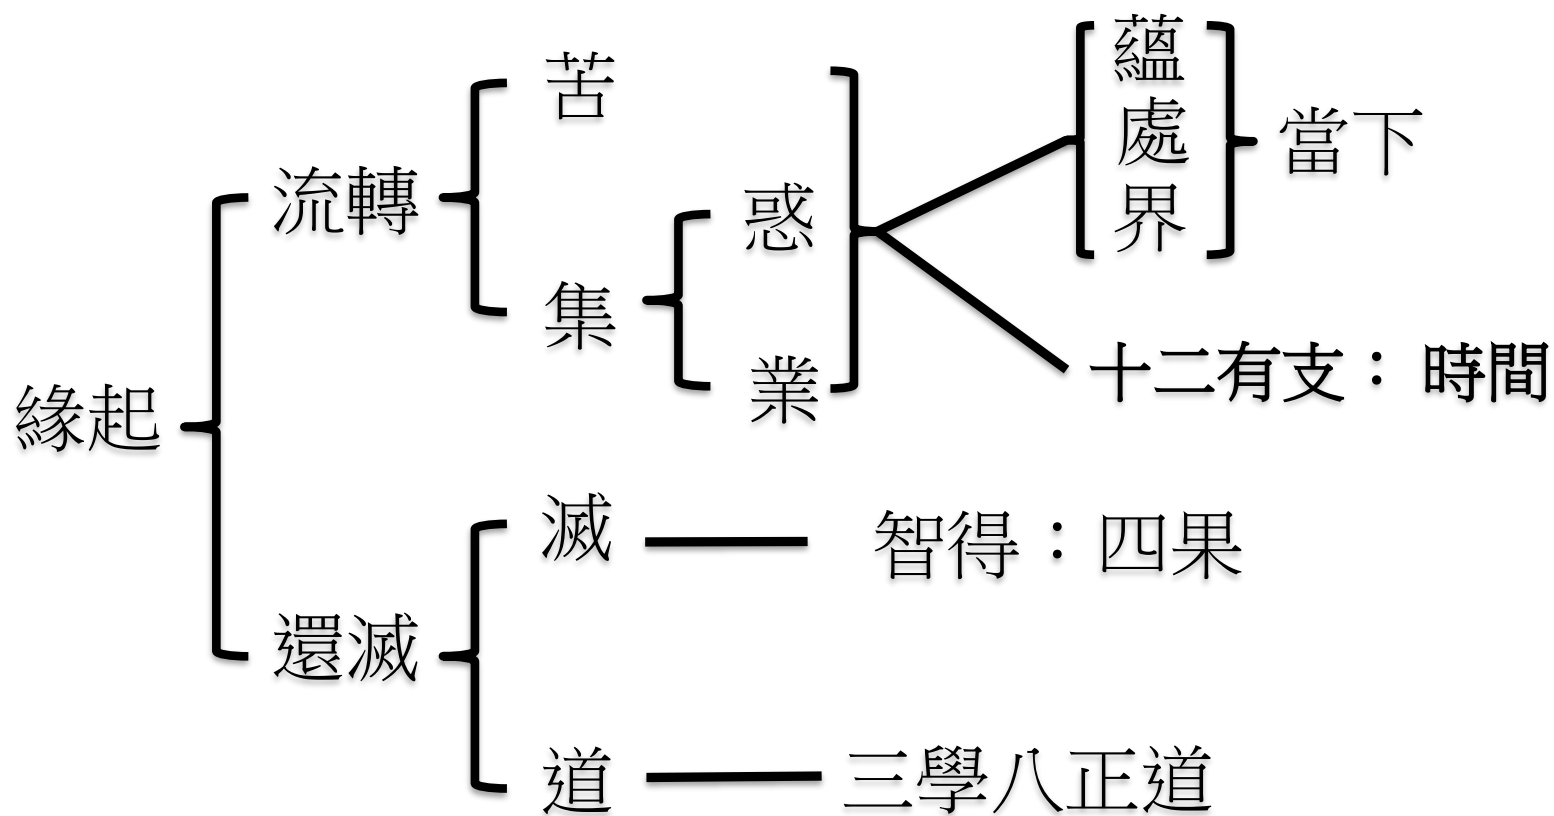 緣起
流轉
苦
集
惑
業
蘊
處
界
當下
十二有支：時間
還滅
滅
智得：四果
道
三學八正道